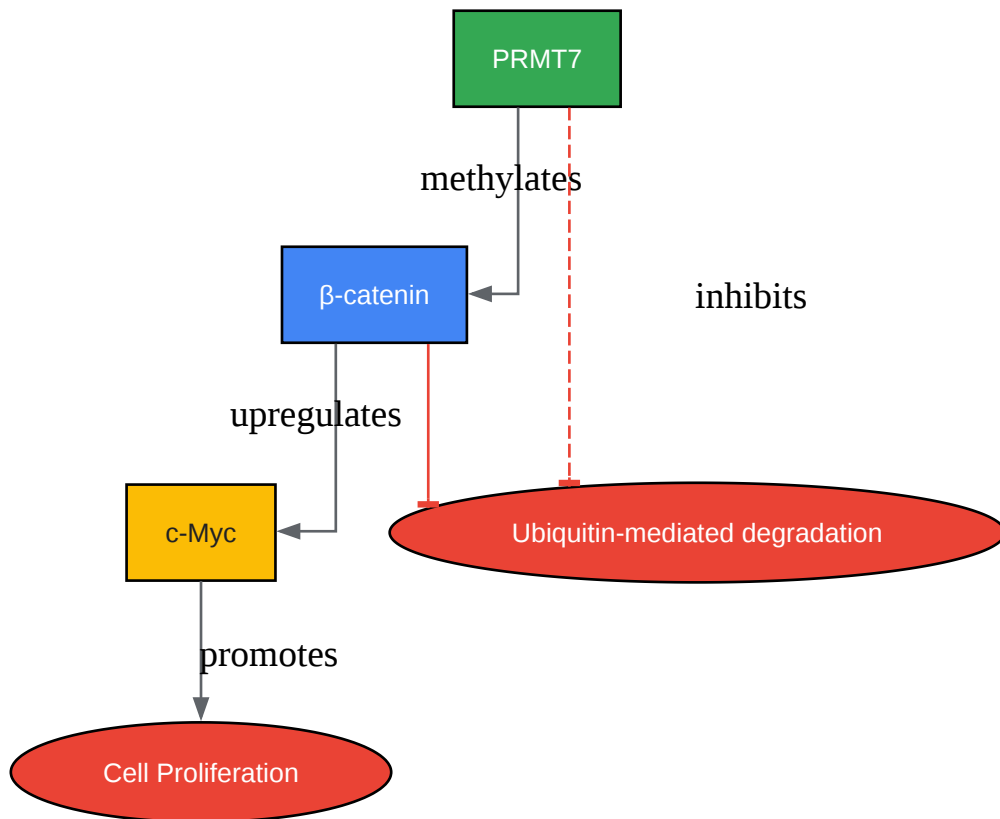 PRMT7
methylates
β-catenin
inhibits
upregulates
c-Myc
Ubiquitin-mediated degradation
promotes
Cell Proliferation